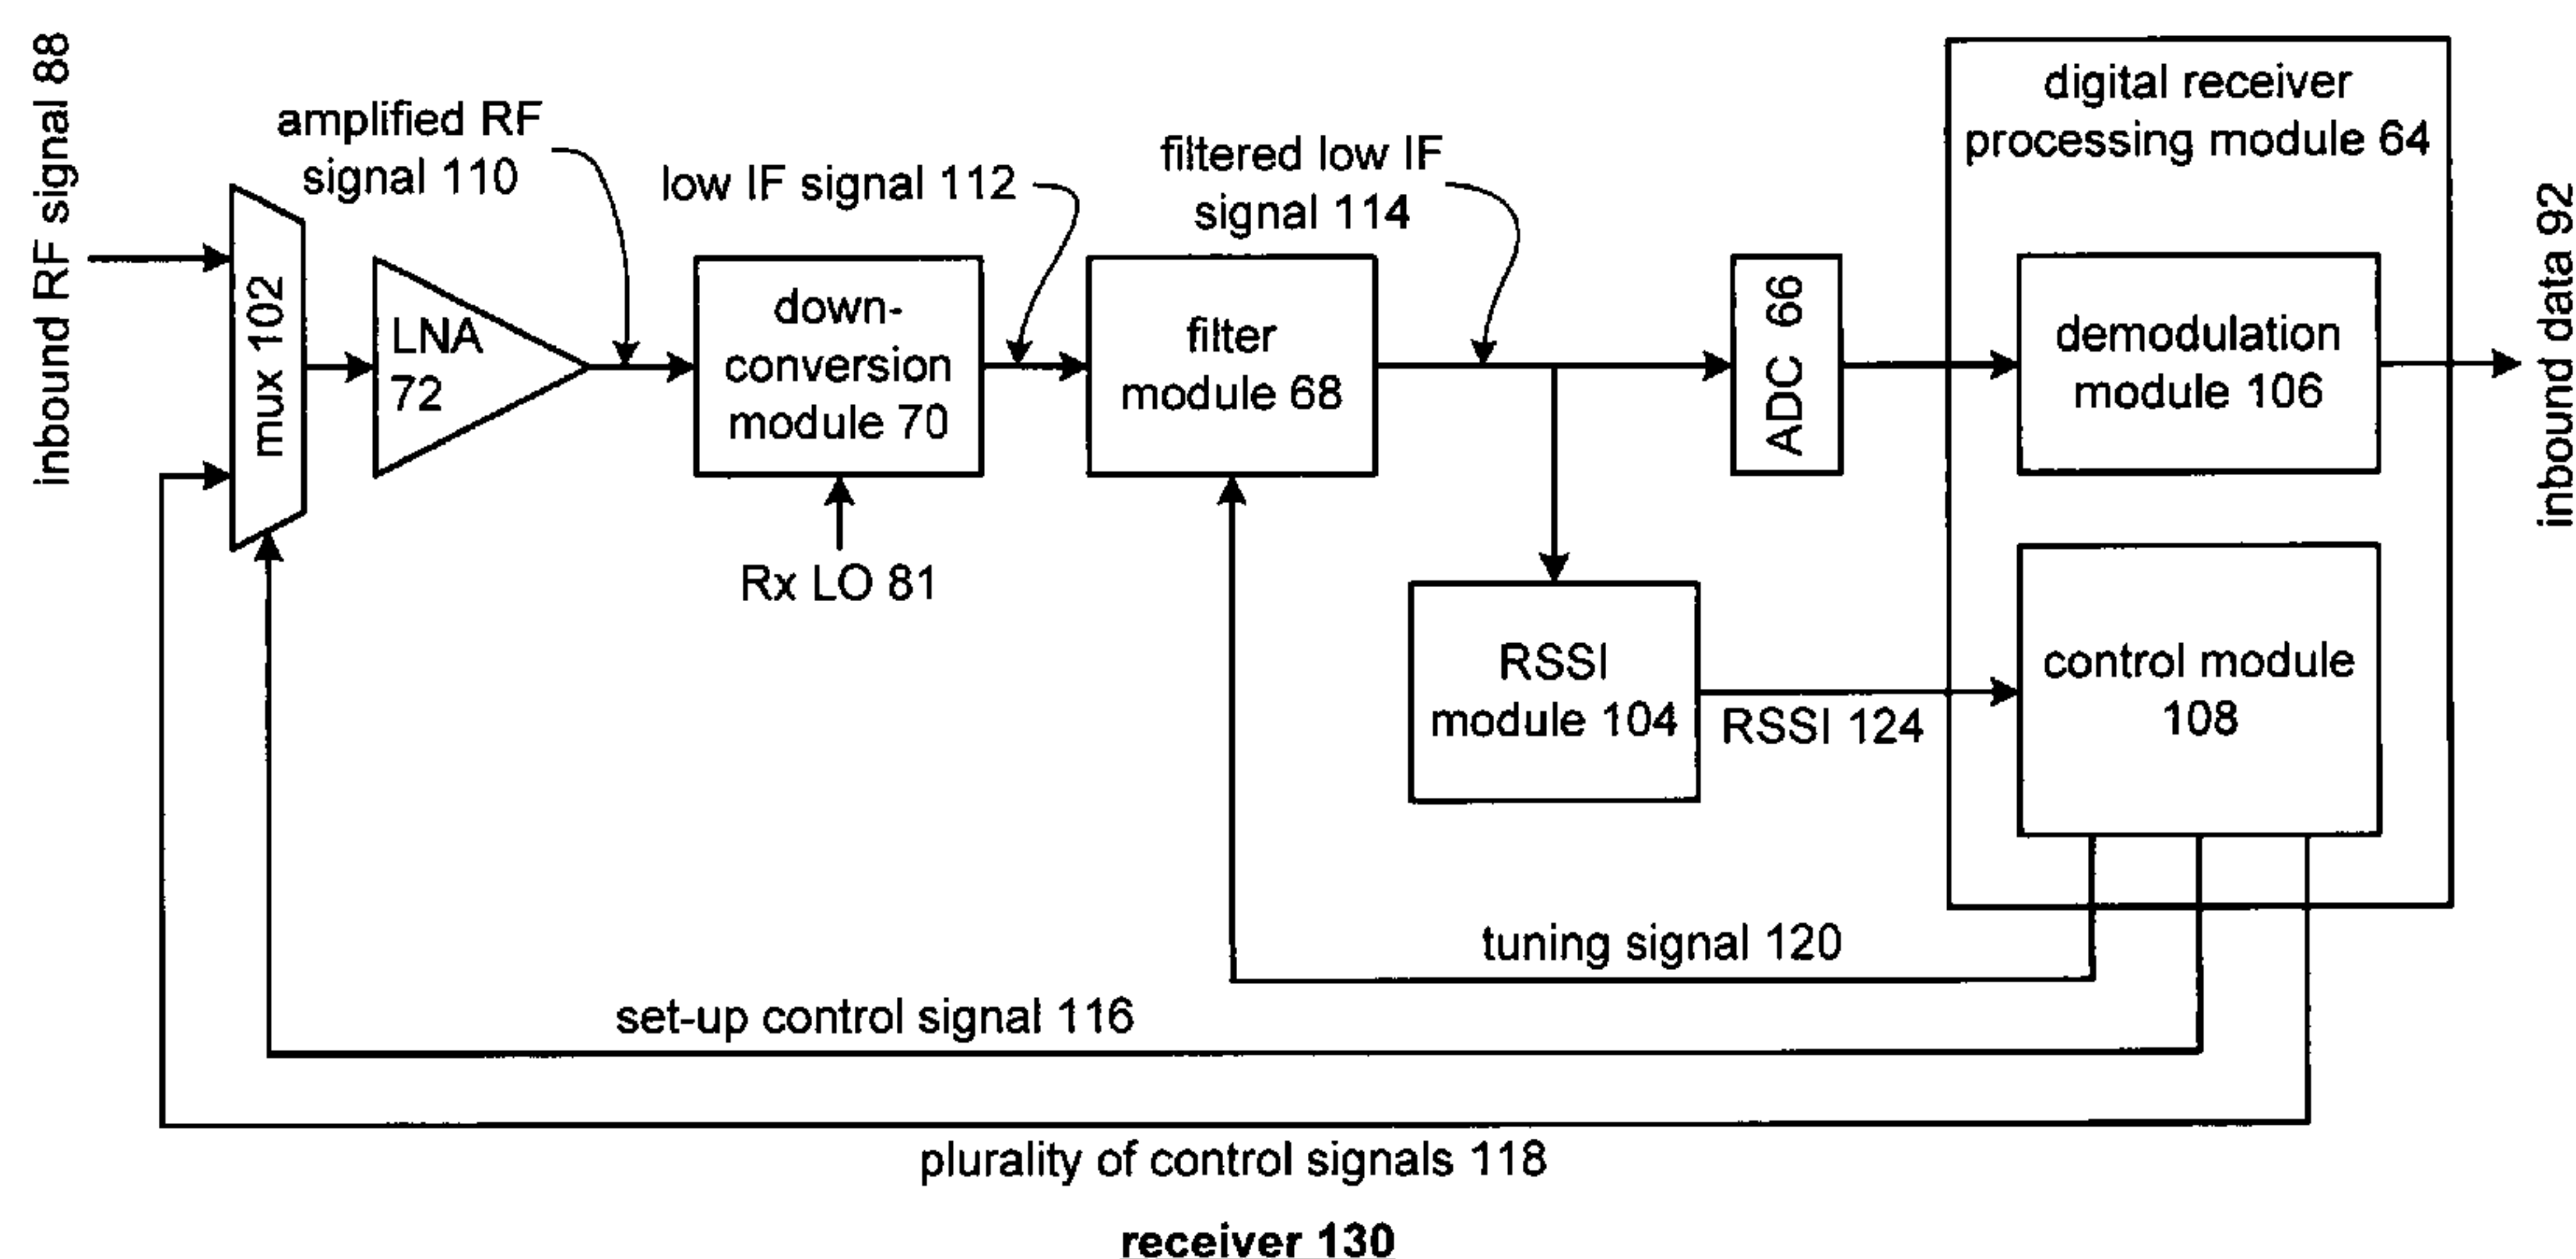 inbound RF signal 88
amplified RF
signal 110
low IF signal 112
filtered low IF
signal 114
digital receiver
processing module 64
inbound data 92
mux 102
LNA
72
down-
conversion
module 70
filter
module 68
ADC 66
demodulation
module 106
Rx LO 81
RSSI
module 104
RSSI 124
control module
108
tuning signal 120
set-up control signal 116
plurality of control signals 118
receiver 130